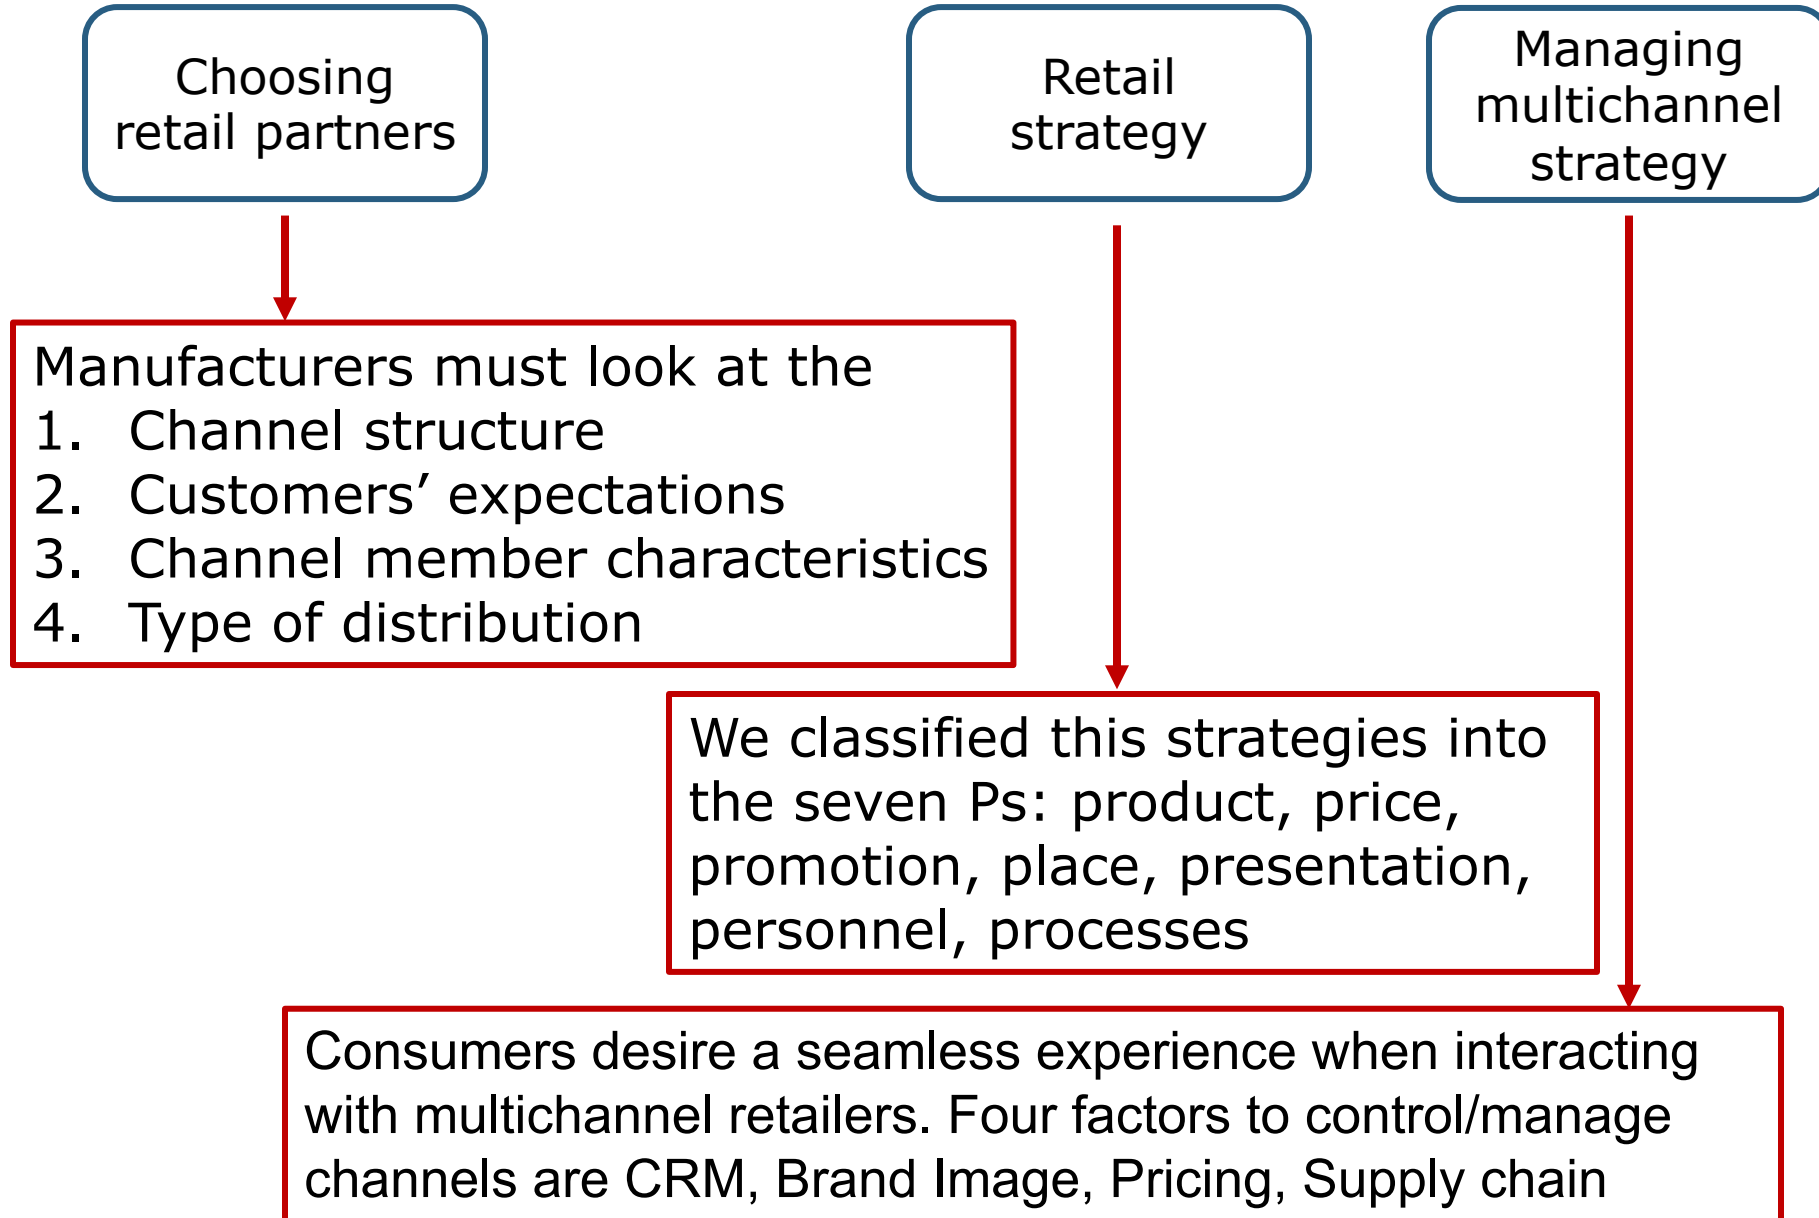 Choosing
retail partners
Retail
strategy
Managing
multichannel
strategy
Manufacturers must look at the
1. Channel structure
2. Customers’ expectations
3. Channel member characteristics
4. Type of distribution
We classified this strategies into
the seven Ps: product, price,
promotion, place, presentation,
personnel, processes
Consumers desire a seamless experience when interacting
with multichannel retailers. Four factors to control/manage
channels are CRM, Brand Image, Pricing, Supply chain